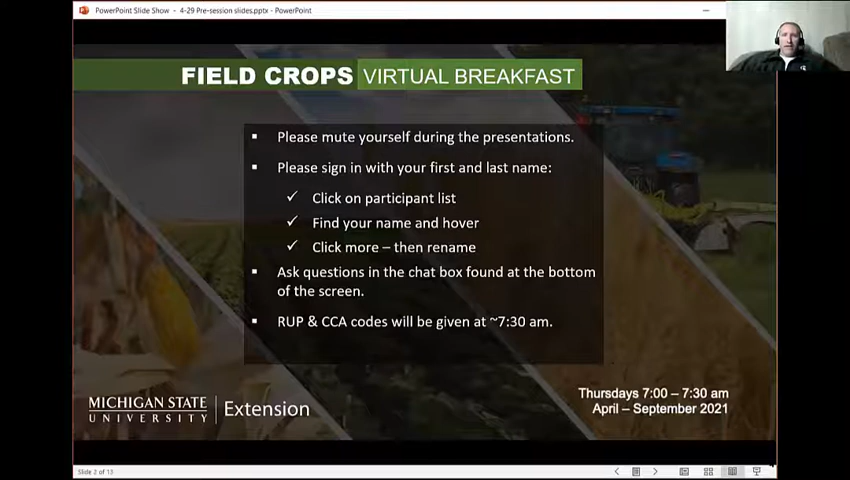 PowerPoint Slide Show - 4-29 Pre-session slides.pptx - PowerPoint
FIELD CROPS VIRTUAL BREAKFAST
▪ Please mute yourself during the presentations.
▪ Please sign in with your first and last name:
✓ Click on participant list
✓ Find your name and hover
✓ Click more – then rename
▪ Ask questions in the chat box found at the bottom
of the screen.
▪ RUP & CCA codes will be given at ~7:30 am.
MICHIGAN STATE
UNIVERSITY
Extension
Thursdays 7:00 – 7:30 am
April – September 2021
Slide 2 of 13